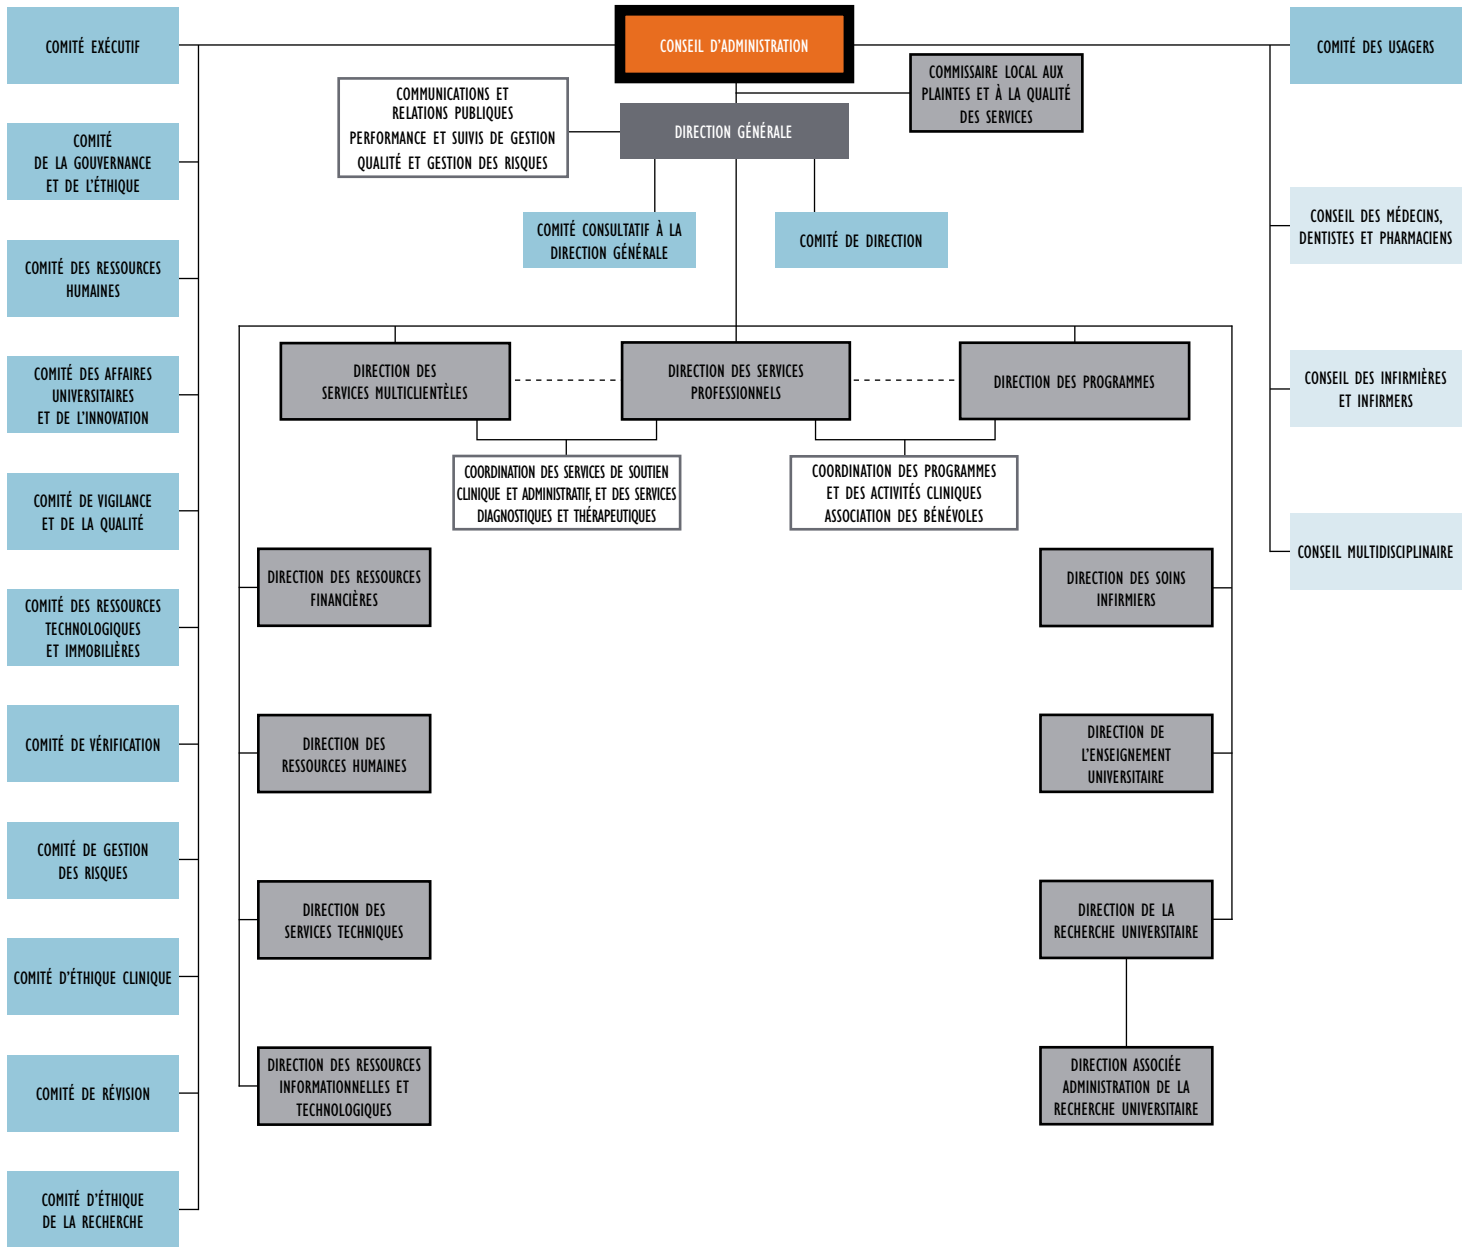 COMITÉ EXÉCUTIF
CONSEIL D'ADMINISTRATION
COMITÉ DES USAGERS
COMMISSAIRE LOCAL AUX
PLAINTES ET À LA QUALITÉ
DES SERVICES
COMMUNICATIONS ET
RELATIONS PUBLIQUES
PERFORMANCE ET SUIVIS DE GESTION
QUALITÉ ET GESTION DES RISQUES
DIRECTION GÉNÉRALE
COMITÉ
DE LA GOUVERNANCE
ET DE L'ÉTHIQUE
COMITÉ CONSULTATIF À LA
DIRECTION GÉNÉRALE
COMITÉ DE DIRECTION
CONSEIL DES MÉDECINS,
DENTISTES ET PHARMACIENS
COMITÉ DES RESSOURCES
HUMAINES
COMITÉ DES AFFAIRES
UNIVERSITAIRES
ET DE L'INNOVATION
DIRECTION DES
SERVICES MULTICLIENTÈLES
DIRECTION DES SERVICES
PROFESSIONNELS
DIRECTION DES PROGRAMMES
CONSEIL DES INFIRMIÈRES
ET INFIRMERS
COORDINATION DES SERVICES DE SOUTIEN
CLINIQUE ET ADMINISTRATIF, ET DES SERVICES
DIAGNOSTIQUES ET THÉRAPEUTIQUES
COORDINATION DES PROGRAMMES
ET DES ACTIVITÉS CLINIQUES
ASSOCIATION DES BÉNÉVOLES
COMITÉ DE VIGILANCE
ET DE LA QUALITÉ
CONSEIL MULTIDISCIPLINAIRE
DIRECTION DES RESSOURCES
FINANCIÈRES
DIRECTION DES SOINS
INFIRMIERS
COMITÉ DES RESSOURCES
TECHNOLOGIQUES
ET IMMOBILIÈRES
COMITÉ DE VÉRIFICATION
DIRECTION DES
RESSOURCES HUMAINES
DIRECTION DE
L'ENSEIGNEMENT
UNIVERSITAIRE
COMITÉ DE GESTION
DES RISQUES
DIRECTION DES
SERVICES TECHNIQUES
DIRECTION DE LA
RECHERCHE UNIVERSITAIRE
COMITÉ D'ÉTHIQUE CLINIQUE
COMITÉ DE RÉVISION
DIRECTION DES RESSOURCES
INFORMATIONNELLES ET
TECHNOLOGIQUES
DIRECTION ASSOCIÉE
ADMINISTRATION DE LA
RECHERCHE UNIVERSITAIRE
COMITÉ D'ÉTHIQUE
DE LA RECHERCHE